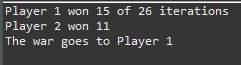 Player 1 won 15 of 26 iterations
Player 2 won 11
The war goes to Player 1